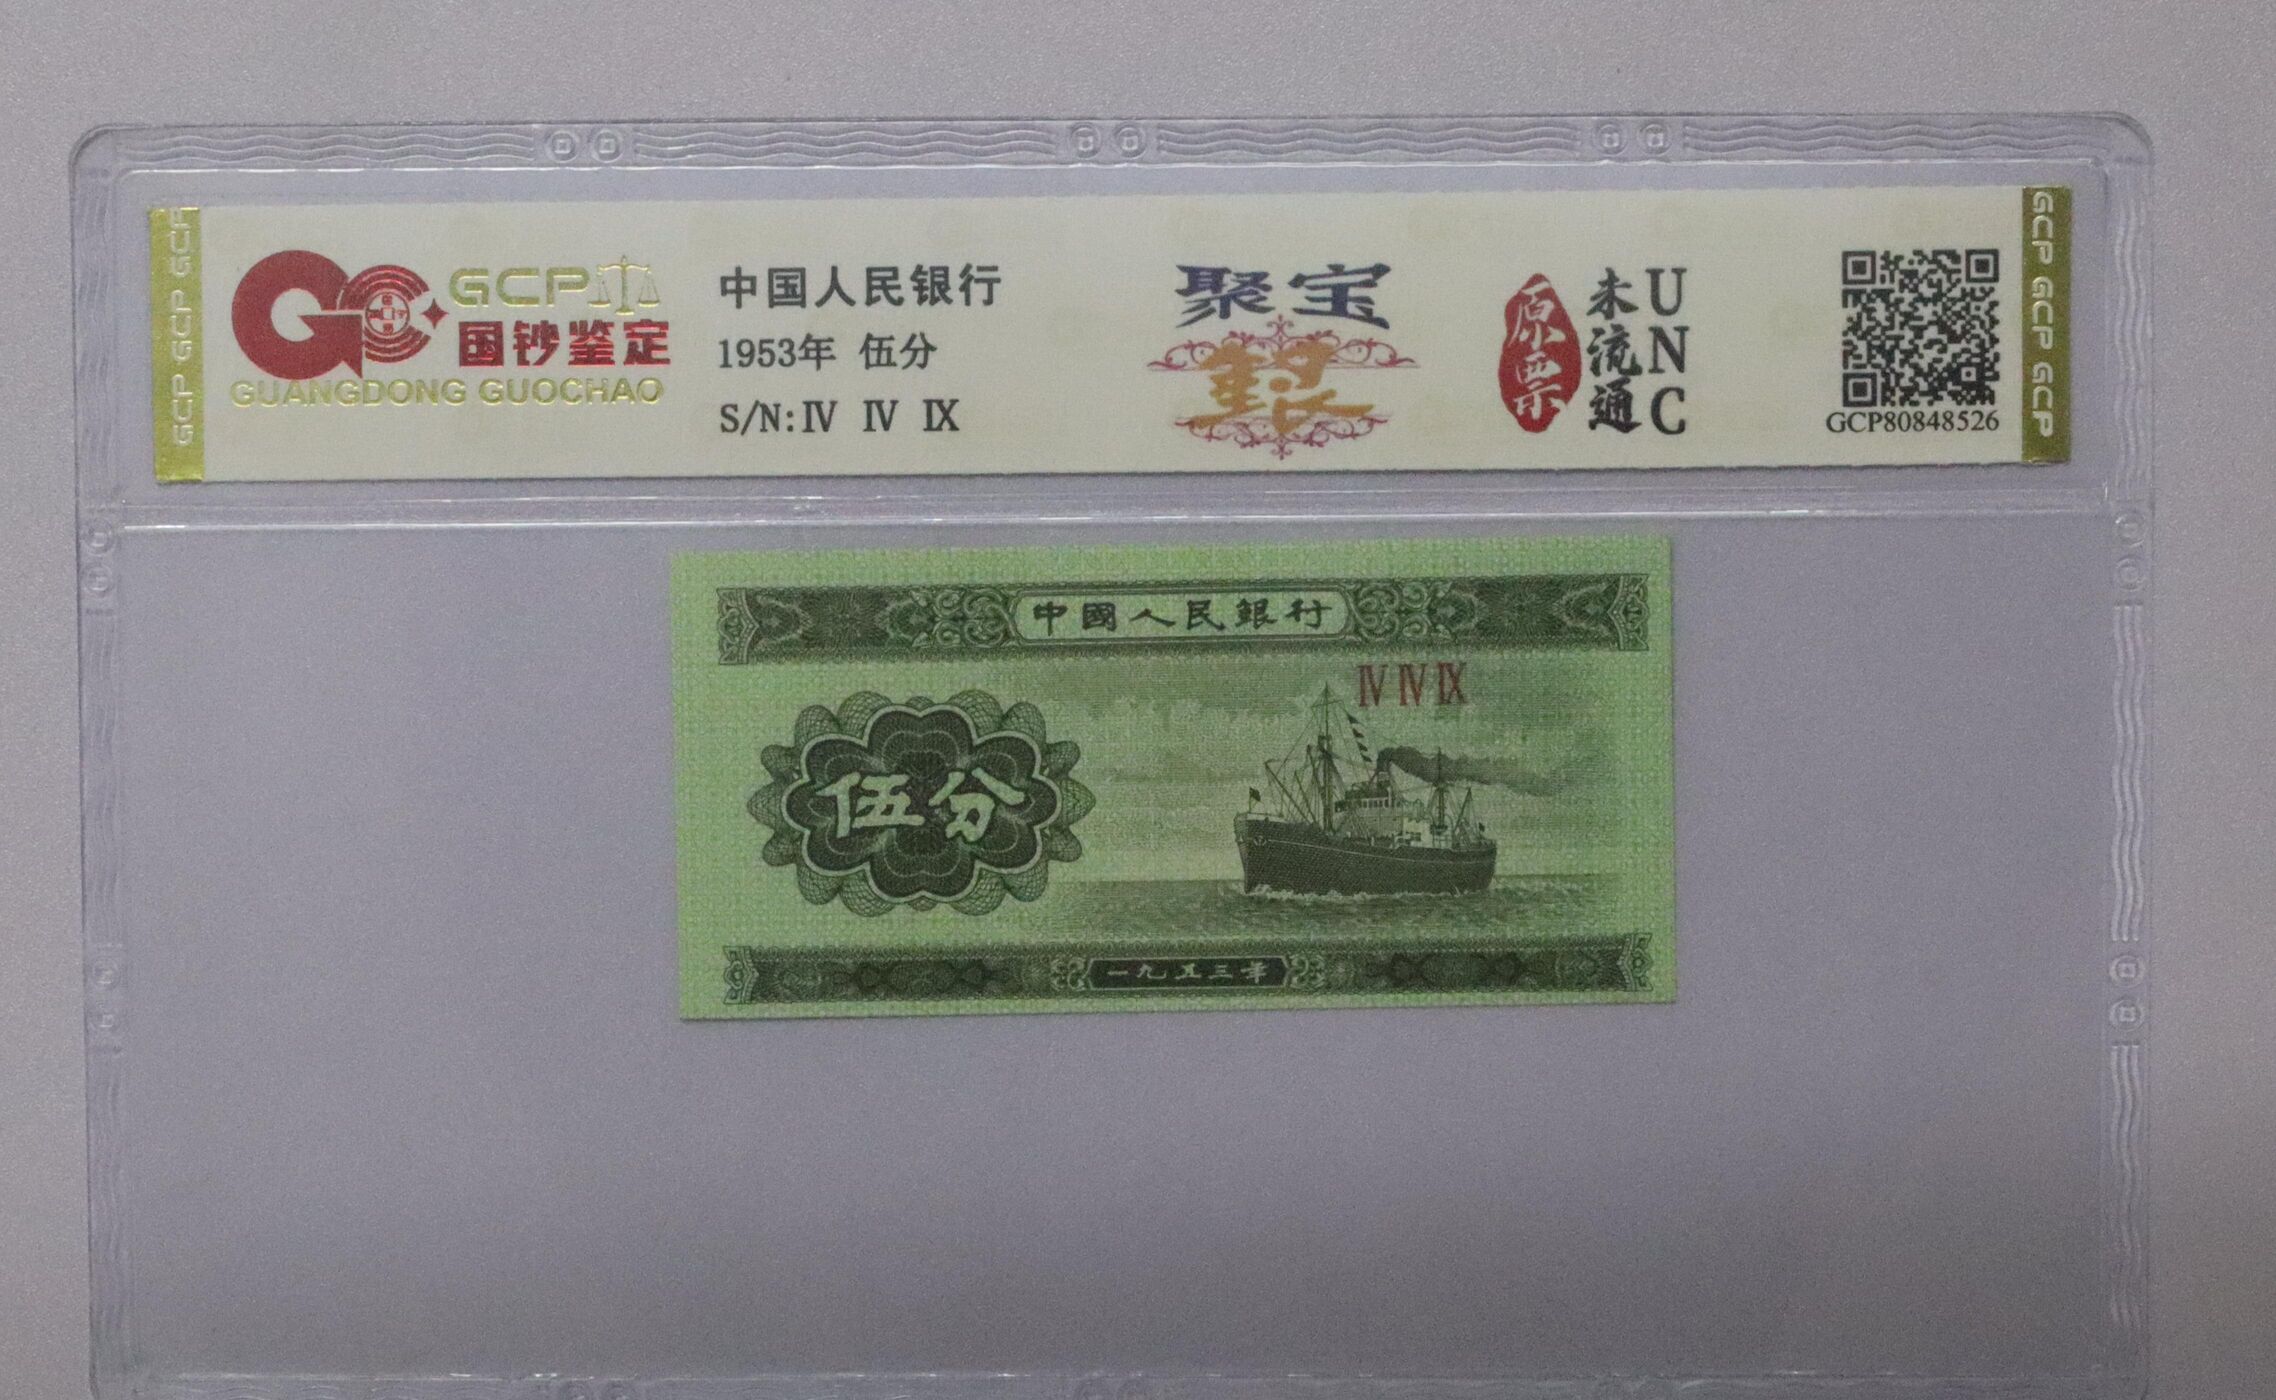 GCP
国钞鉴定
GUANGDONG GUOCHAO
中国人民银行
1953年 伍分
S/N:Ⅳ Ⅳ Ⅸ
聚宝
原票
未流通
UNC
GCP80848526
GCP GCP GCP
GCP GCP GCP GCP
中國人民銀行
Ⅳ Ⅳ Ⅸ
伍分
一九五三年